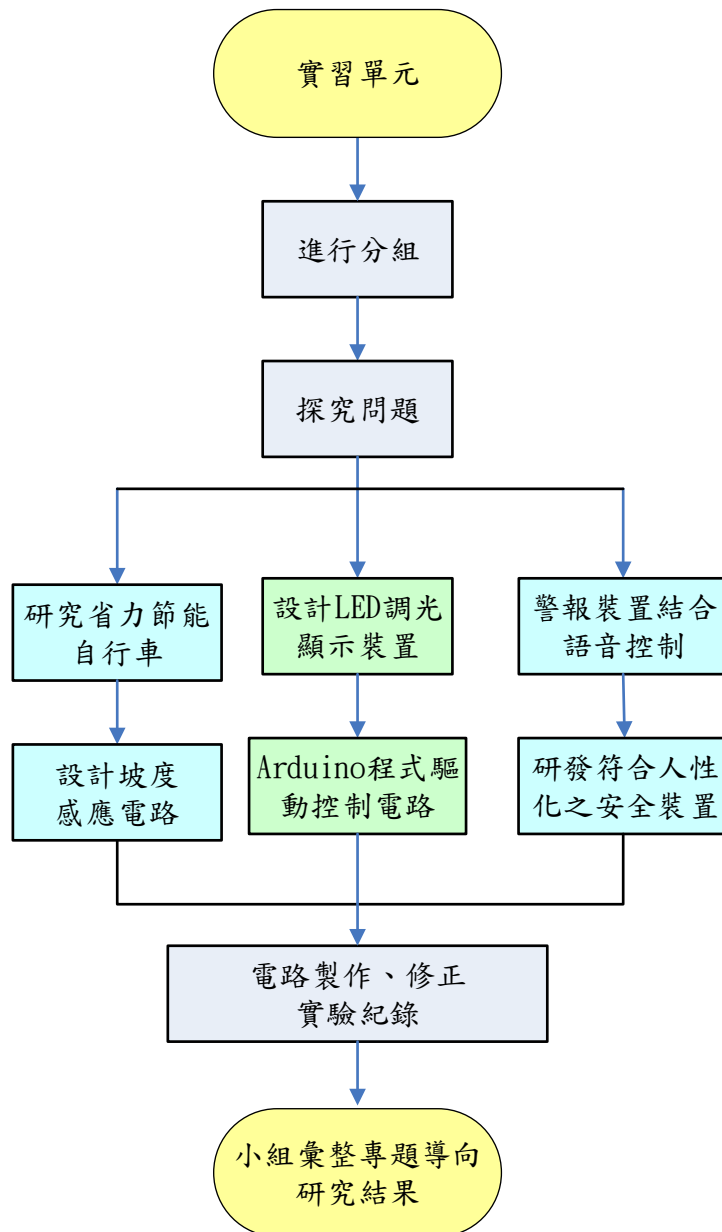 實習單元
進行分組
探究問題
研究省力節能
自行車
設計LED調光
顯示裝置
警報裝置結合
語音控制
設計坡度
感應電路
Arduino程式驅
動控制電路
研發符合人性
化之安全裝置
電路製作、修正
實驗紀錄
小組彙整專題導向
研究結果